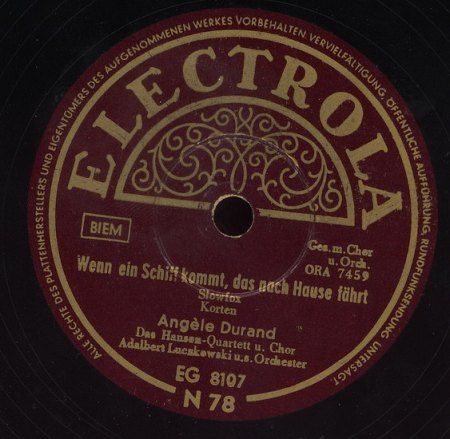 ALLE RECHTE DES PLATTENHERSTELLERS UND EIGENTÜMERS DES AUFGENOMMENEN WERKES VORBEHALTEN. VERVIELFÄLTIGUNG, ÖFFENTLICHE AUFFÜHRUNG, RUNDFUNKSENDUNG UNTERSAGT.
ELECTROLA
BIEM
Ges. m. Chor
u. Orch.
ORA 7459
Wenn ein Schiff kommt, das nach Hause fährt
Slowfox
Korten
Angèle Durand
Das Hansen-Quartett u. Chor
Adalbert Luczkowski u.s. Orchester
EG 8107
N 78